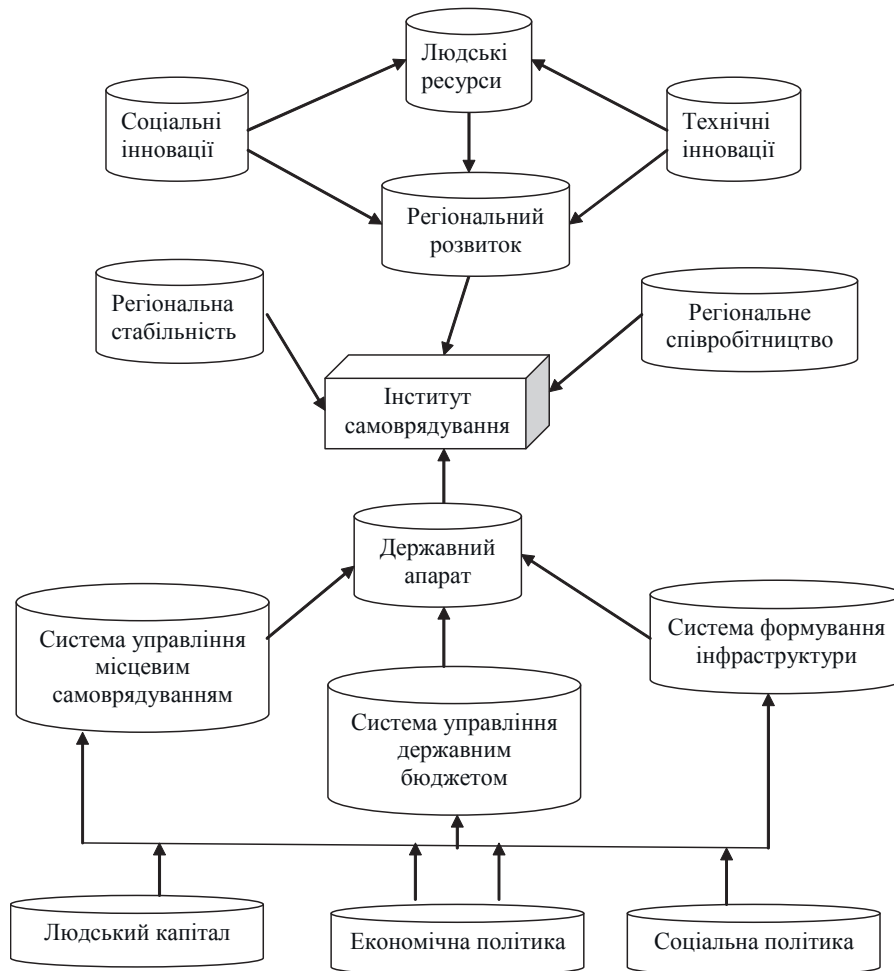 Людські
ресурси
Соціальні
інновації
Технічні
інновації
Регіональний
розвиток
Регіональна
стабільність
Регіональне
співробітництво
Інститут
самоврядування
Державний
апарат
Система управління
місцевим
самоврядуванням
Система формування
інфраструктури
Система управління
державним
бюджетом
Людський капітал
Економічна політика
Соціальна політика